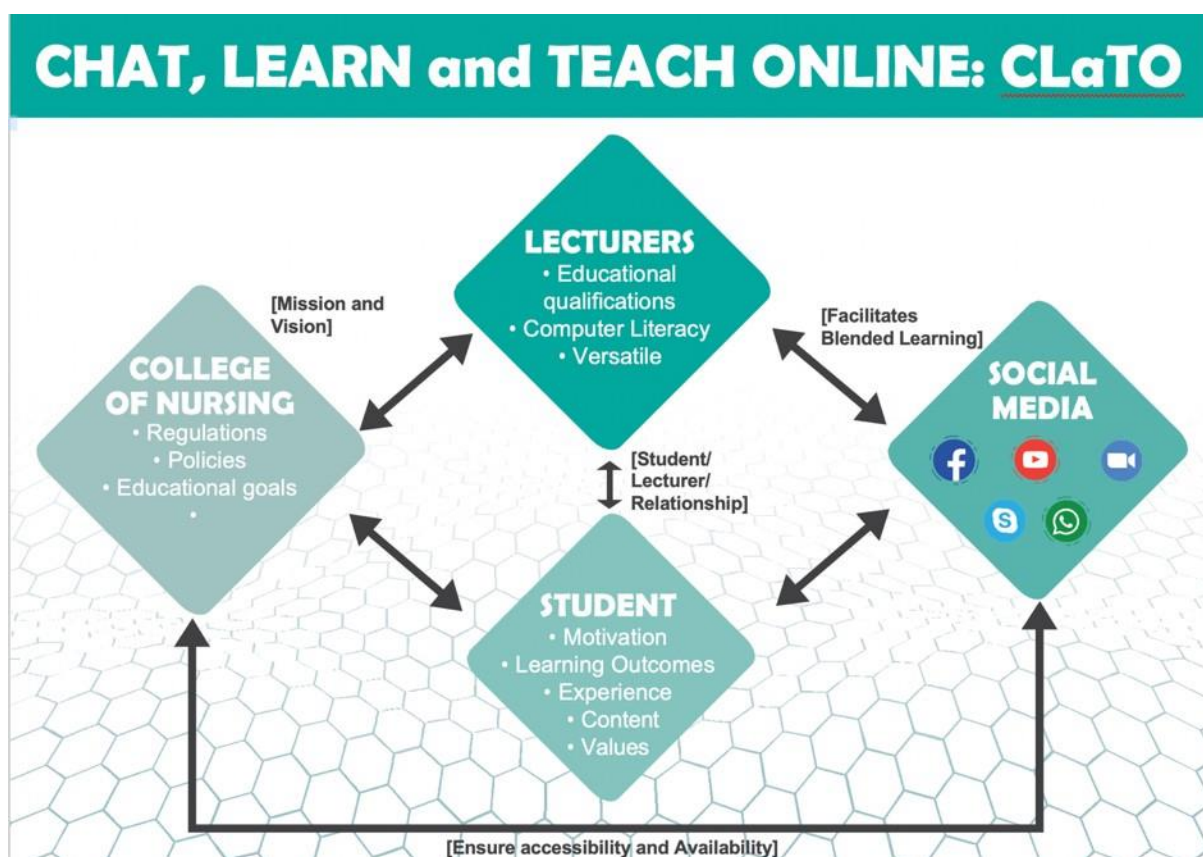 CHAT, LEARN and TEACH ONLINE: CLaTO
LECTURERS
• Educational
qualifications
• Computer Literacy
• Versatile
[Mission and
Vision]
[Facilitates
Blended Learning]
COLLEGE
OF NURSING
• Regulations
• Policies
• Educational goals
•
SOCIAL
MEDIA
[Student/
Lecturer/
Relationship]
STUDENT
• Motivation
• Learning Outcomes
• Experience
• Content
• Values
[Ensure accessibility and Availability]